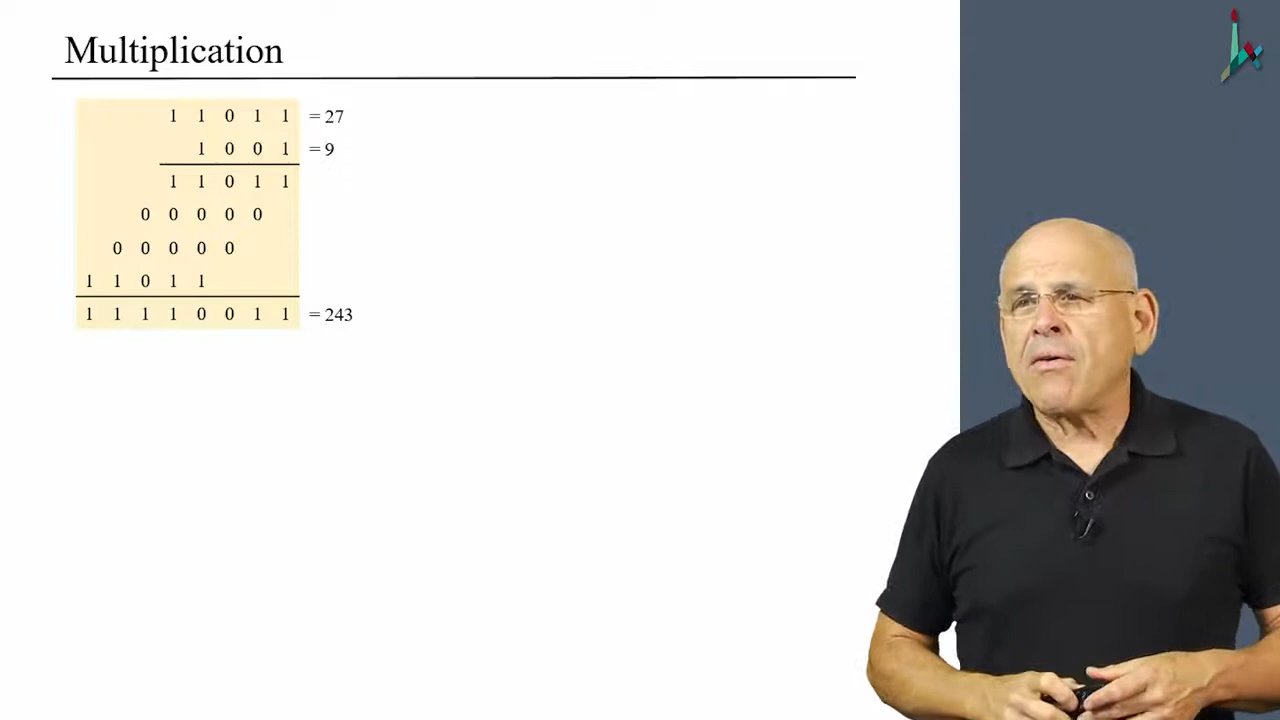 Multiplication
1 1 0 1 1 = 27
1 0 0 1 = 9
1 1 0 1 1
0 0 0 0 0
0 0 0 0 0
1 1 0 1 1
1 1 1 1 0 0 1 1 = 243